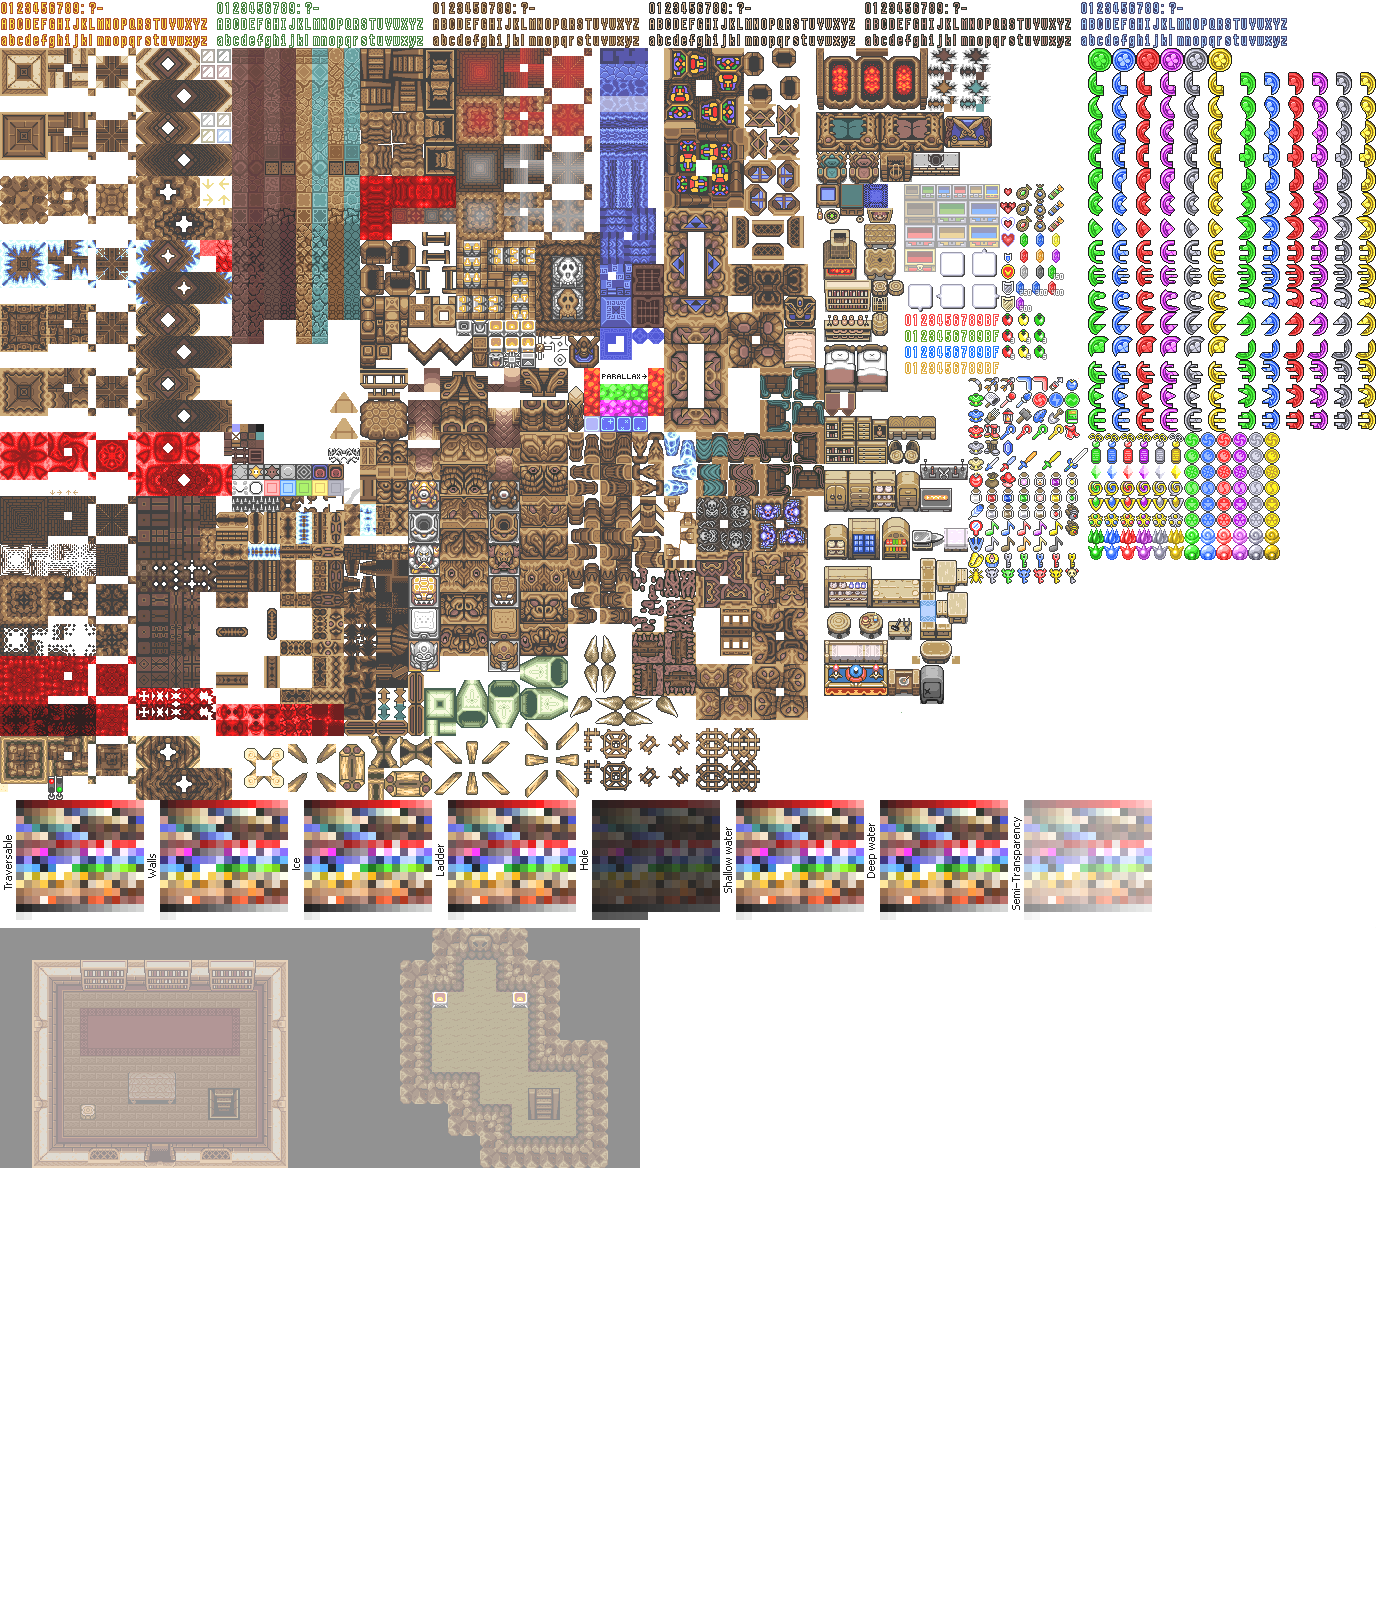 0123456789:?- 0123456789:?- 0123456789:?- 0123456789:?- 0123456789:?- 0123456789:?-
ABCDEFGHIJKLMNOPQRSTUVWXYZ ABCDEFGHIJKLMNOPQRSTUVWXYZ ABCDEFGHIJKLMNOPQRSTUVWXYZ ABCDEFGHIJKLMNOPQRSTUVWXYZ ABCDEFGHIJKLMNOPQRSTUVWXYZ ABCDEFGHIJKLMNOPQRSTUVWXYZ
abcdefghijklmnopqrstuvwxyz abcdefghijklmnopqrstuvwxyz abcdefghijklmnopqrstuvwxyz abcdefghijklmnopqrstuvwxyz abcdefghijklmnopqrstuvwxyz abcdefghijklmnopqrstuvwxyz
0123456789BF
0123456789BF
0123456789BF
0123456789BF
PARALLAX→
Traversable
Walls
Ice
Ladder
Hole
Shallow water
Deep water
Semi-Transparency